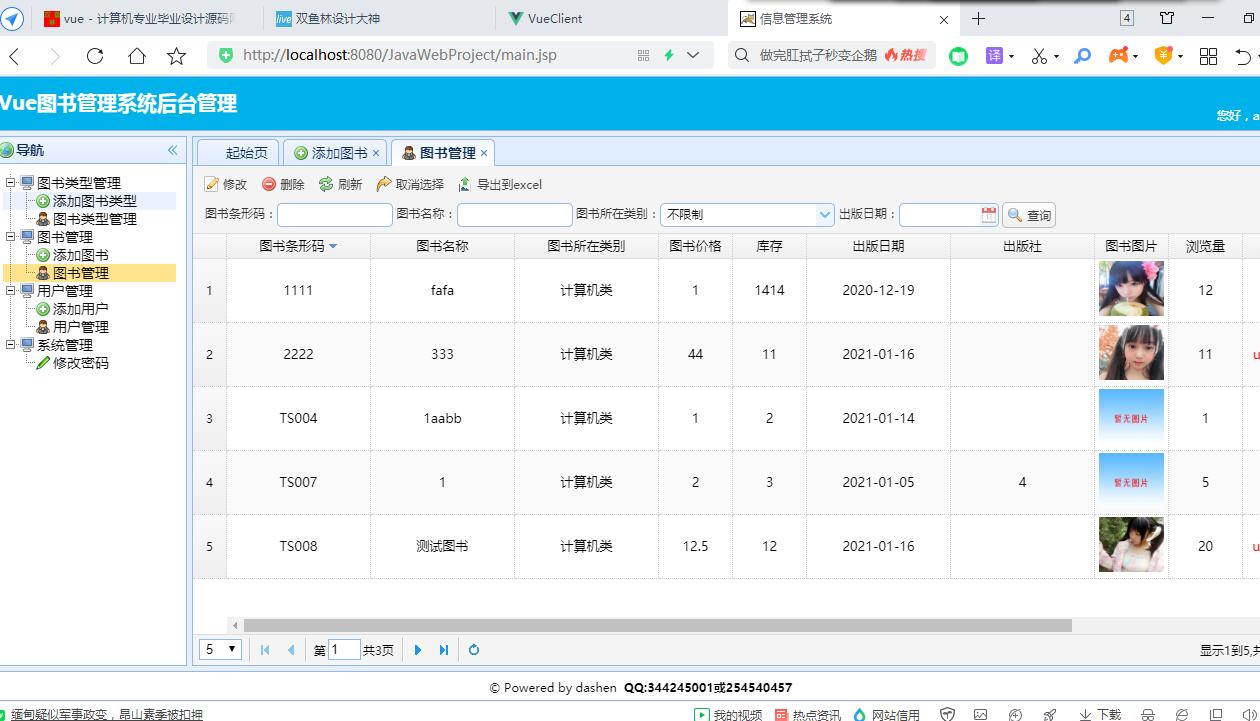 vue - 计算机专业毕业设计源码
live 双鱼林设计大神
VueClient
信息管理系统
4
http://localhost:8080/JavaWebProject/main.jsp
做完肛拭子秒变企鹅 热搜
译
Vue图书管理系统后台管理
您好，a
导航
图书类型管理
添加图书类型
图书类型管理
图书管理
添加图书
图书管理
用户管理
添加用户
用户管理
系统管理
修改密码
起始页 添加图书 图书管理
修改 删除 刷新 取消选择 导出到excel
图书条形码： 图书名称： 图书所在类别： 不限制 出版日期： 查询
图书条形码 图书名称 图书所在类别 图书价格 库存 出版日期 出版社 图书图片 浏览量
1 1111 fafa 计算机类 1 1414 2020-12-19 12
2 2222 333 计算机类 44 11 2021-01-16 11 u
3 TS004 1aabb 计算机类 1 2 2021-01-14 暂无图片 1
4 TS007 1 计算机类 2 3 2021-01-05 4 暂无图片 5
5 TS008 测试图书 计算机类 12.5 12 2021-01-16 20 u
5 第 1 共3页 显示1到5,共
© Powered by dashen QQ:344245001或254540457
缅甸疑似军事政变，昂山素季被扣押
我的视频 热点资讯 网站信用 下载